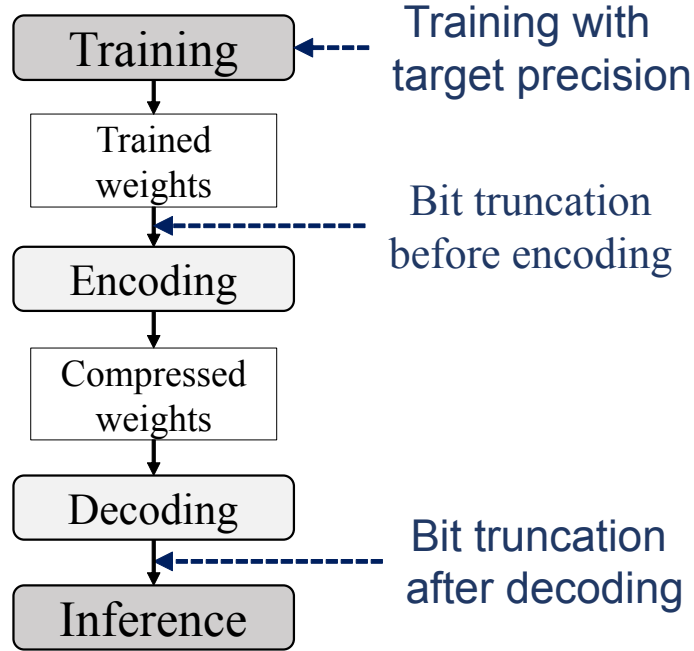 Training
Training with
target precision
Trained
weights
Bit truncation
before encoding
Encoding
Compressed
weights
Decoding
Bit truncation
after decoding
Inference